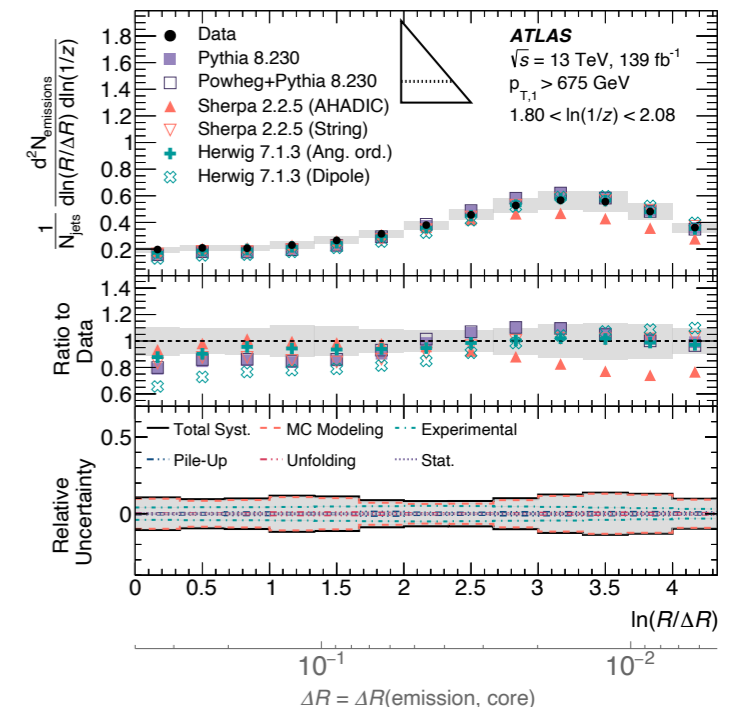 1.8
1.6
1.4
1.2
1
0.8
0.6
0.4
0.2
1/N_jets d²N_emissions / dln(R/ΔR) dln(1/z)
Data
Pythia 8.230
Powheg+Pythia 8.230
Sherpa 2.2.5 (AHADIC)
Sherpa 2.2.5 (String)
Herwig 7.1.3 (Ang. ord.)
Herwig 7.1.3 (Dipole)
ATLAS
√s = 13 TeV, 139 fb⁻¹
p_T,1 > 675 GeV
1.80 < ln(1/z) < 2.08
1.4
1.2
1.0
0.8
0.6
Ratio to
Data
0.5
0
Relative
Uncertainty
Total Syst. MC Modeling Experimental
Pile-Up Unfolding Stat.
0 0.5 1 1.5 2 2.5 3 3.5 4
ln(R/ΔR)
10⁻¹ 10⁻²
ΔR = ΔR(emission, core)